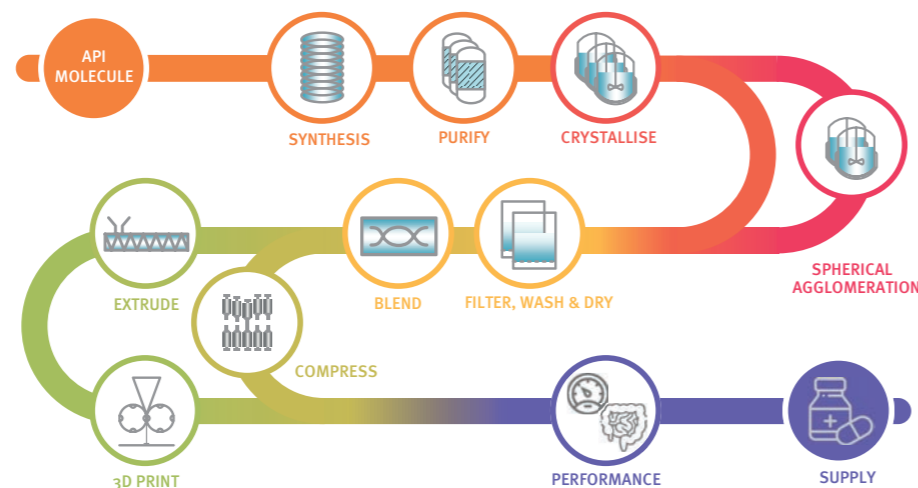 API
MOLECULE
SYNTHESIS
PURIFY
CRYSTALLISE
SPHERICAL
AGGLOMERATION
FILTER, WASH & DRY
BLEND
EXTRUDE
COMPRESS
3D PRINT
PERFORMANCE
SUPPLY